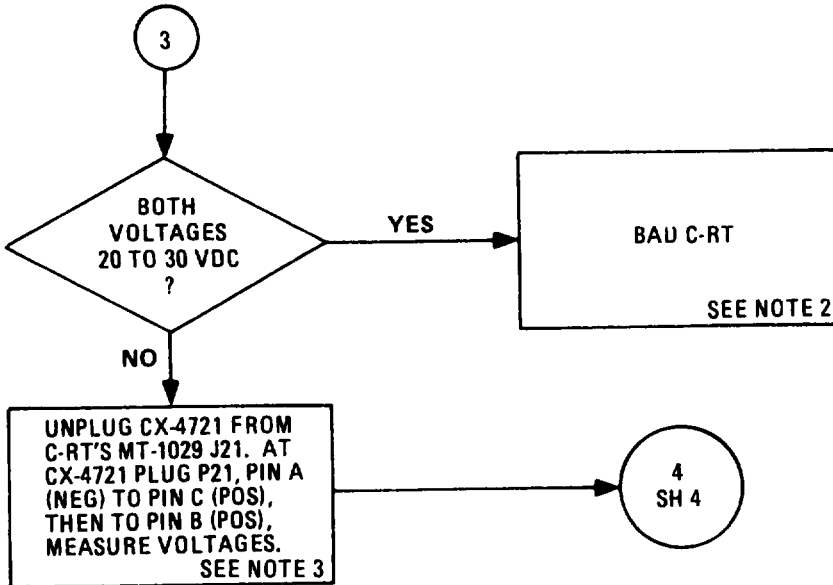 3
BOTH
VOLTAGES
20 TO 30 VDC
?
YES
BAD C-RT
SEE NOTE 2
NO
UNPLUG CX-4721 FROM
C-RT'S MT-1029 J21. AT
CX-4721 PLUG P21, PIN A
(NEG) TO PIN C (POS),
THEN TO PIN B (POS),
MEASURE VOLTAGES.
SEE NOTE 3
4
SH 4